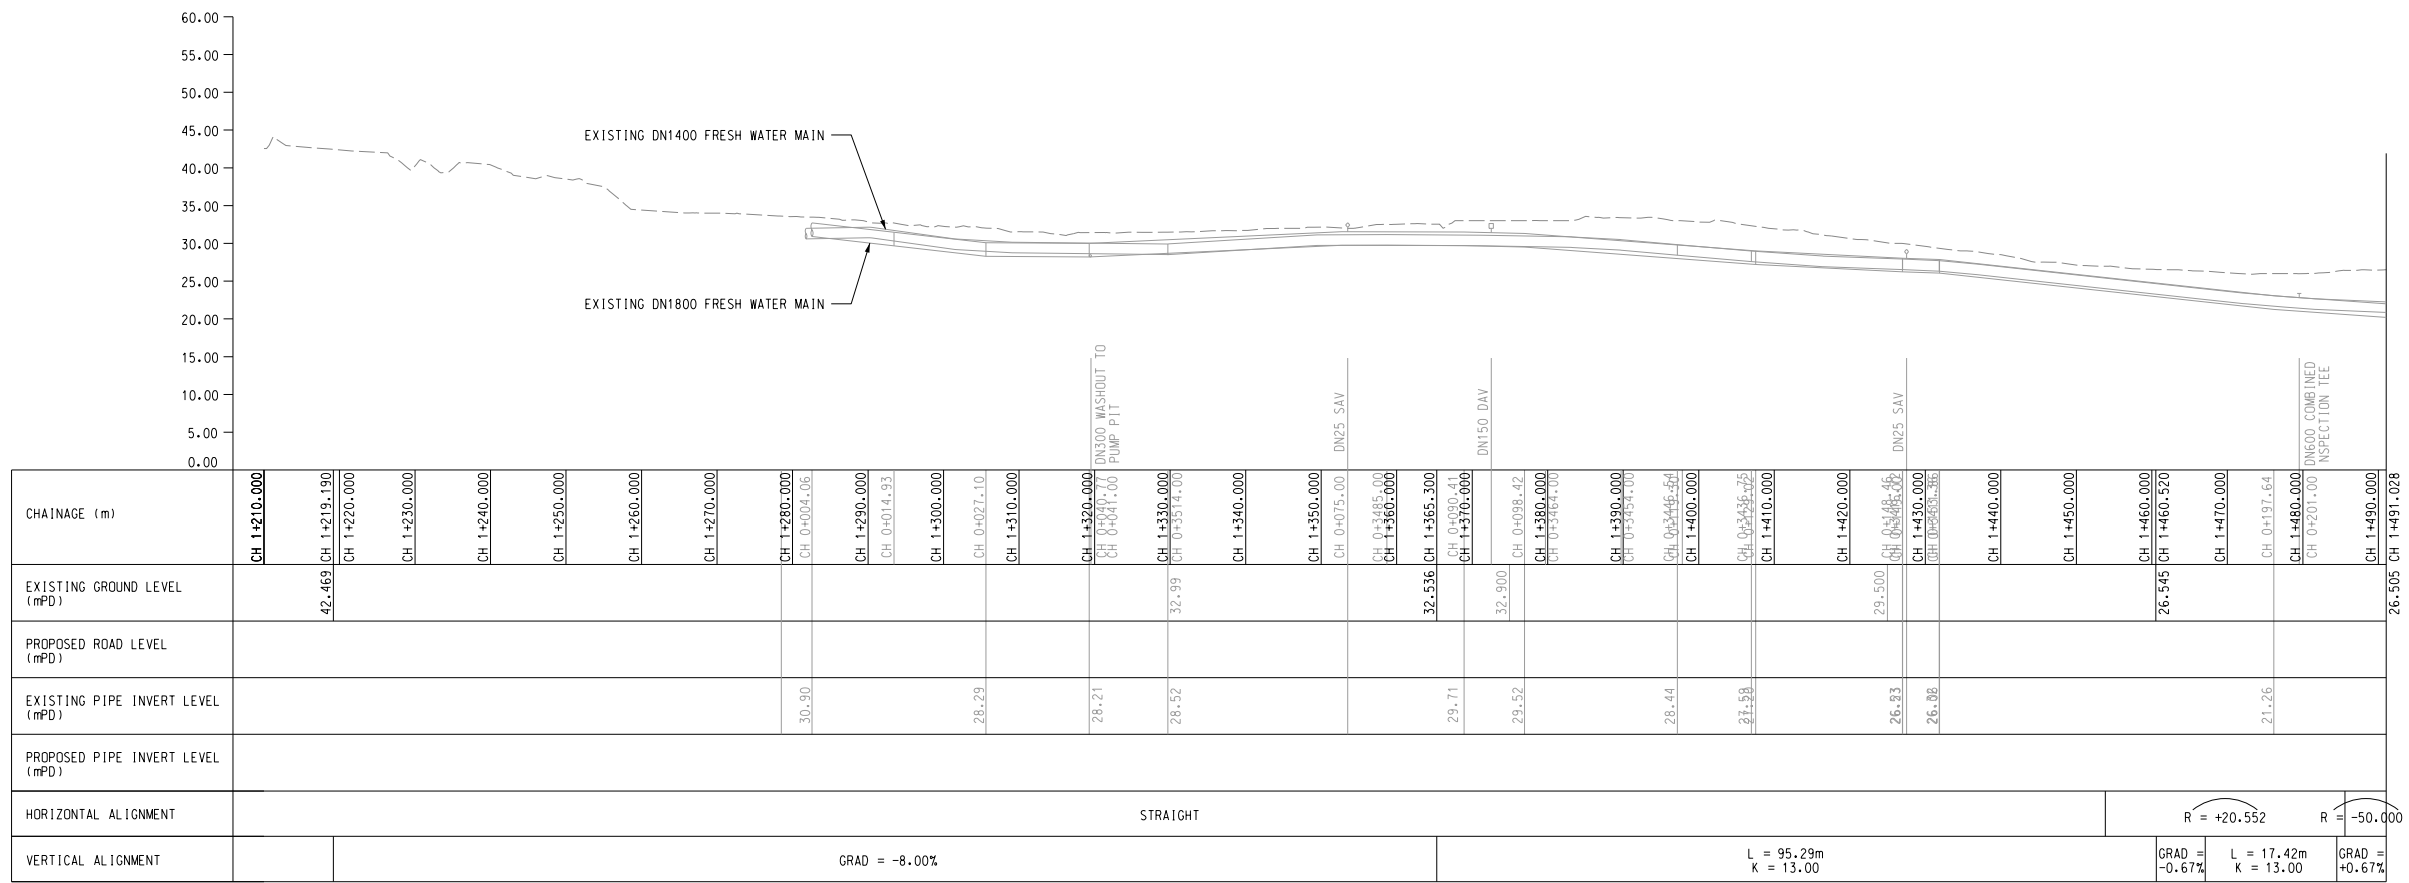 60.00
55.00
50.00
45.00
40.00
35.00
30.00
25.00
20.00
15.00
10.00
5.00
0.00
EXISTING DN1400 FRESH WATER MAIN
EXISTING DN1800 FRESH WATER MAIN
DN300 WASHOUT TO
PUMP PIT
DN25 SAV
DN150 DAV
DN25 SAV
DN600 COMBINED
NSPECTION TEE
CHAINAGE (m)
CH 1+210.000
CH 1+219.190
CH 1+220.000
CH 1+230.000
CH 1+240.000
CH 1+250.000
CH 1+260.000
CH 1+270.000
CH 1+280.000
CH 0+004.06
CH 1+290.000
CH 0+014.93
CH 1+300.000
CH 0+027.10
CH 1+310.000
CH 1+320.000
CH 0+040.77
CH 0+041.00
CH 1+330.000
CH 0+3514.00
CH 1+340.000
CH 1+350.000
CH 0+075.00
CH 0+3485.00
CH 1+360.000
CH 1+365.300
CH 0+090.41
CH 1+370.000
CH 0+098.42
CH 1+380.000
CH 0+3464.00
CH 1+390.000
CH 0+3454.00
CH 1+400.000
CH 1+410.000
CH 1+420.000
CH 1+430.000
CH 1+440.000
CH 1+450.000
CH 1+460.000
CH 1+460.520
CH 1+470.000
CH 0+197.64
CH 1+480.000
CH 0+201.00
CH 1+490.000
CH 1+491.028
EXISTING GROUND LEVEL
(mPD)
42.469
32.99
32.536
32.900
29.500
26.545
26.505
PROPOSED ROAD LEVEL
(mPD)
EXISTING PIPE INVERT LEVEL
(mPD)
30.90
28.29
28.21
28.52
29.71
29.52
28.44
21.26
PROPOSED PIPE INVERT LEVEL
(mPD)
HORIZONTAL ALIGNMENT
STRAIGHT
R = +20.552
R = -50.000
VERTICAL ALIGNMENT
GRAD = -8.00%
L = 95.29m
K = 13.00
GRAD =
-0.67%
L = 17.42m
K = 13.00
GRAD =
+0.67%